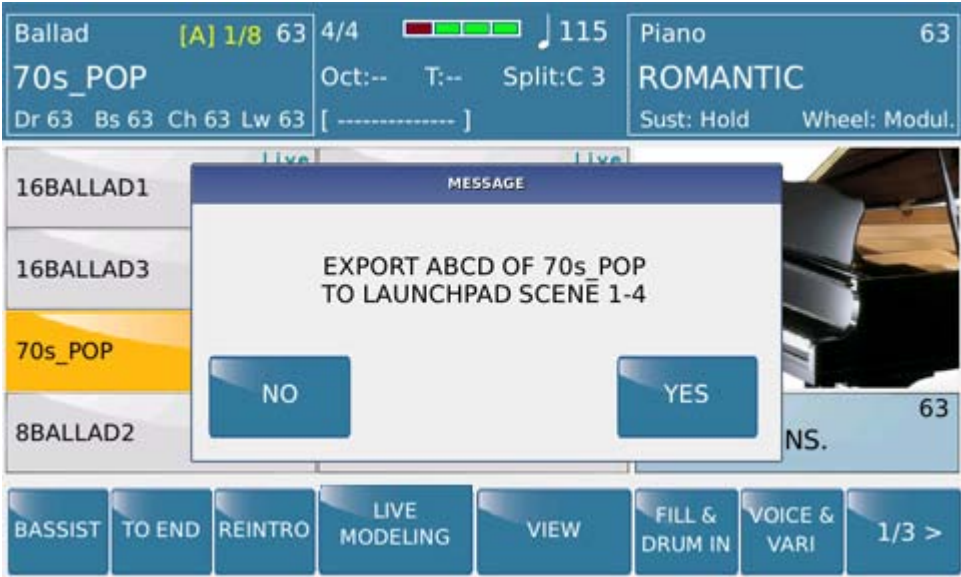 Ballad [A] 1/8 63
70s_POP
Dr 63 Bs 63 Ch 63 Lw 63
4/4 115
Oct:-- T:-- Split:C 3
[ -------------- ]
Piano 63
ROMANTIC
Sust: Hold Wheel: Modul.
Live Live
16BALLAD1
16BALLAD3
70s_POP
8BALLAD2
MESSAGE
EXPORT ABCD OF 70s_POP
TO LAUNCHPAD SCENE 1-4
NO YES
63
NS.
BASSIST
TO END
REINTRO
LIVE
MODELING
VIEW
FILL &
DRUM IN
VOICE &
VARI
1/3 >